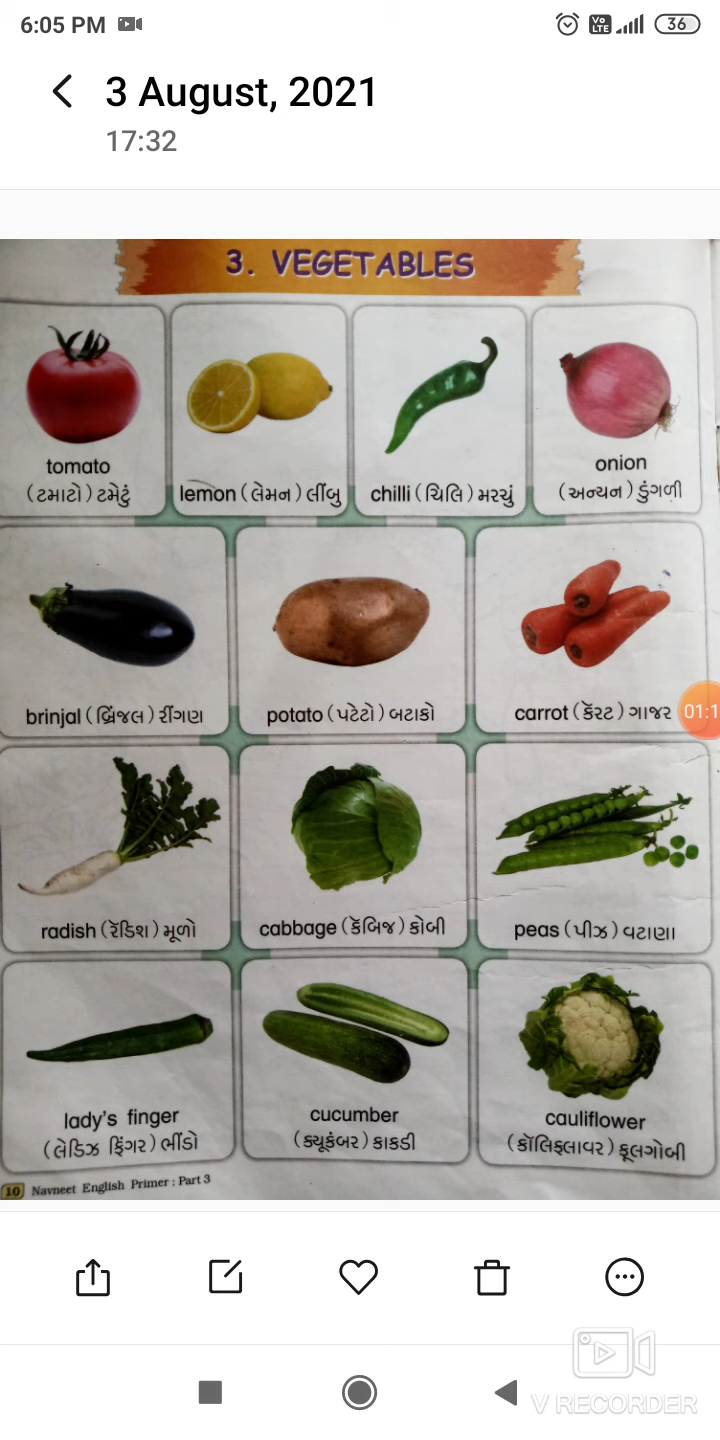 6:05 PM
Vo LTE
36
3 August, 2021
17:32
3. VEGETABLES
tomato
(ટમાટો) ટમેટું
lemon (લેમન) લીંબુ
chilli (ચિલિ) મરચું
onion
(અન્યન) ડુંગળી
brinjal (બ્રિંજલ) રીંગણ
potato (પટેટો) બટાકો
carrot (કૅરટ) ગાજર
01:1
radish (રૅડિશ) મૂળો
cabbage (કૅબિજ) કોબી
peas (પીઝ) વટાણા
lady's finger
(લેડિઝ ફિંગર) ભીંડો
cucumber
(ક્યૂકંબર) કાકડી
cauliflower
(કૉલિફ્લાવર) ફૂલગોબી
10 Navneet English Primer : Part 3
V RECORDER